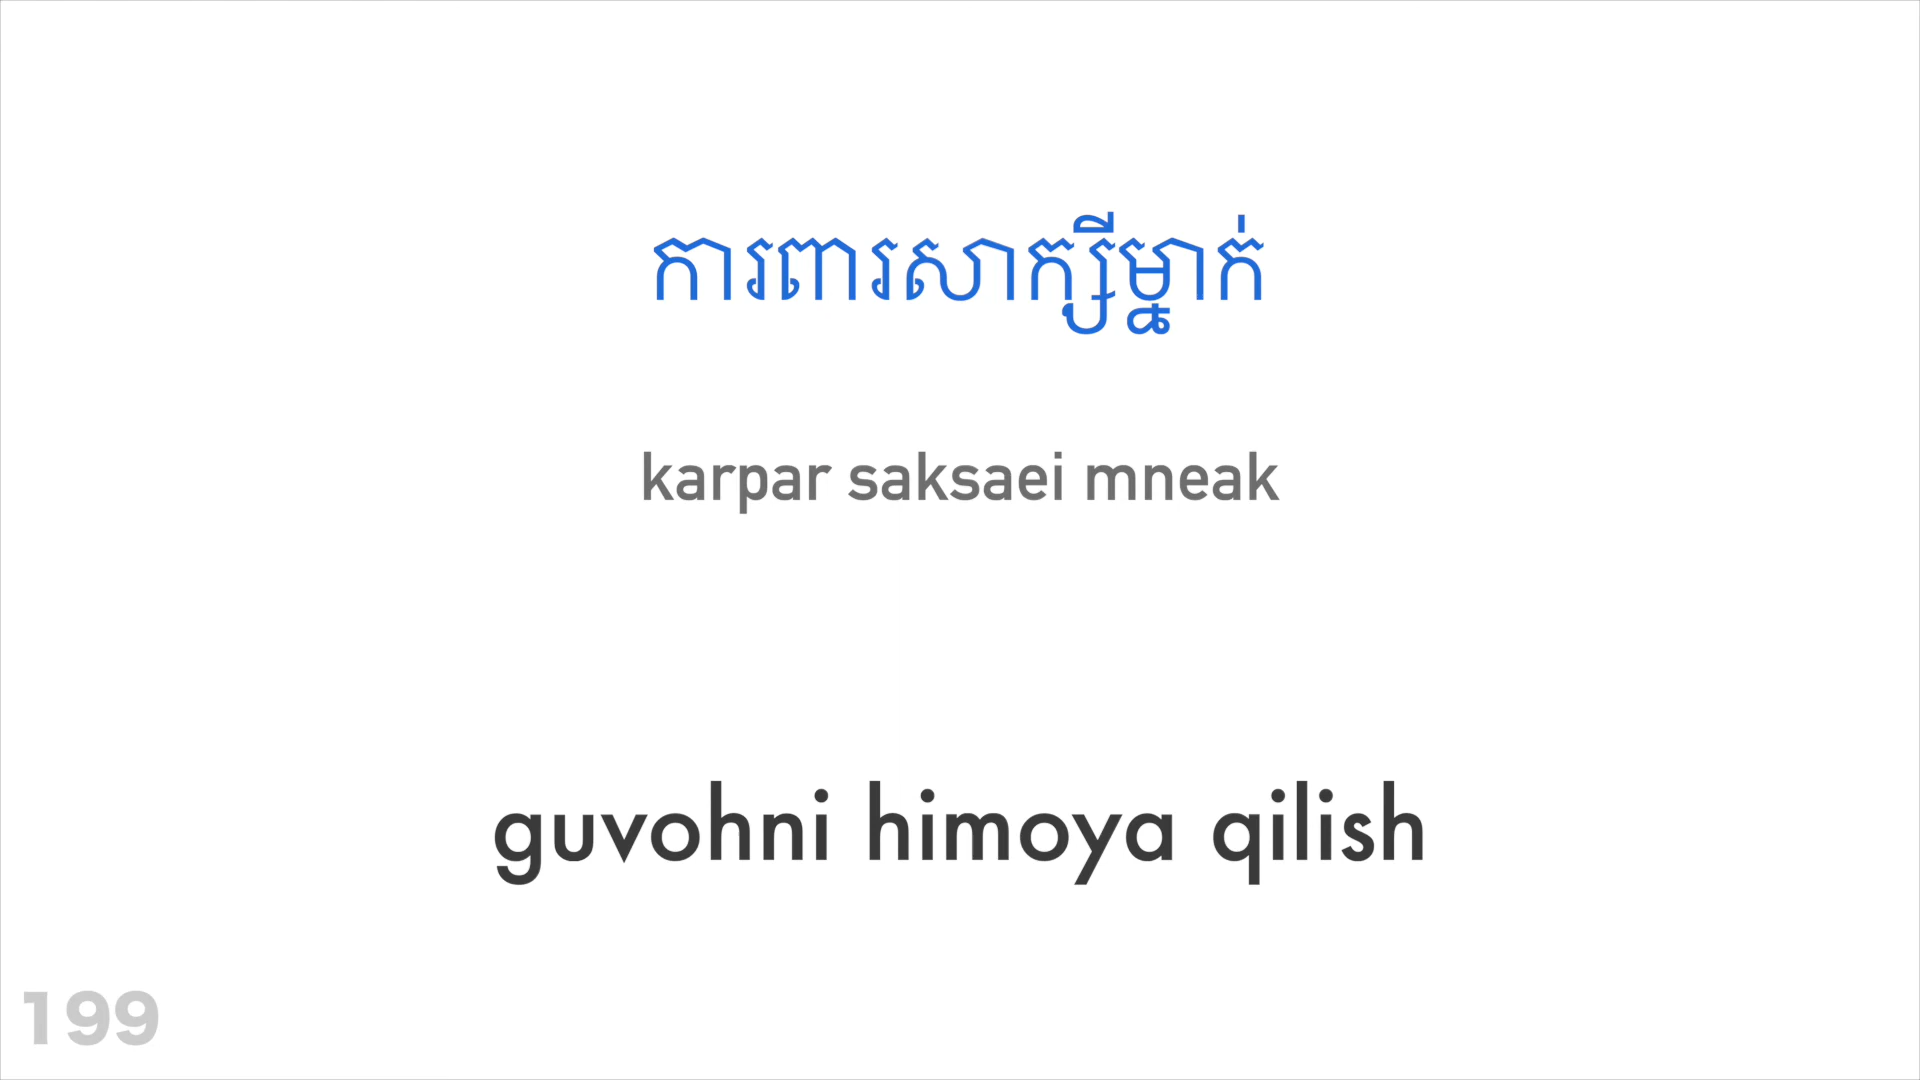 ការពារសាក្សីម្នាក់
karpar saksaei mneak
guvohni himoya qilish
199